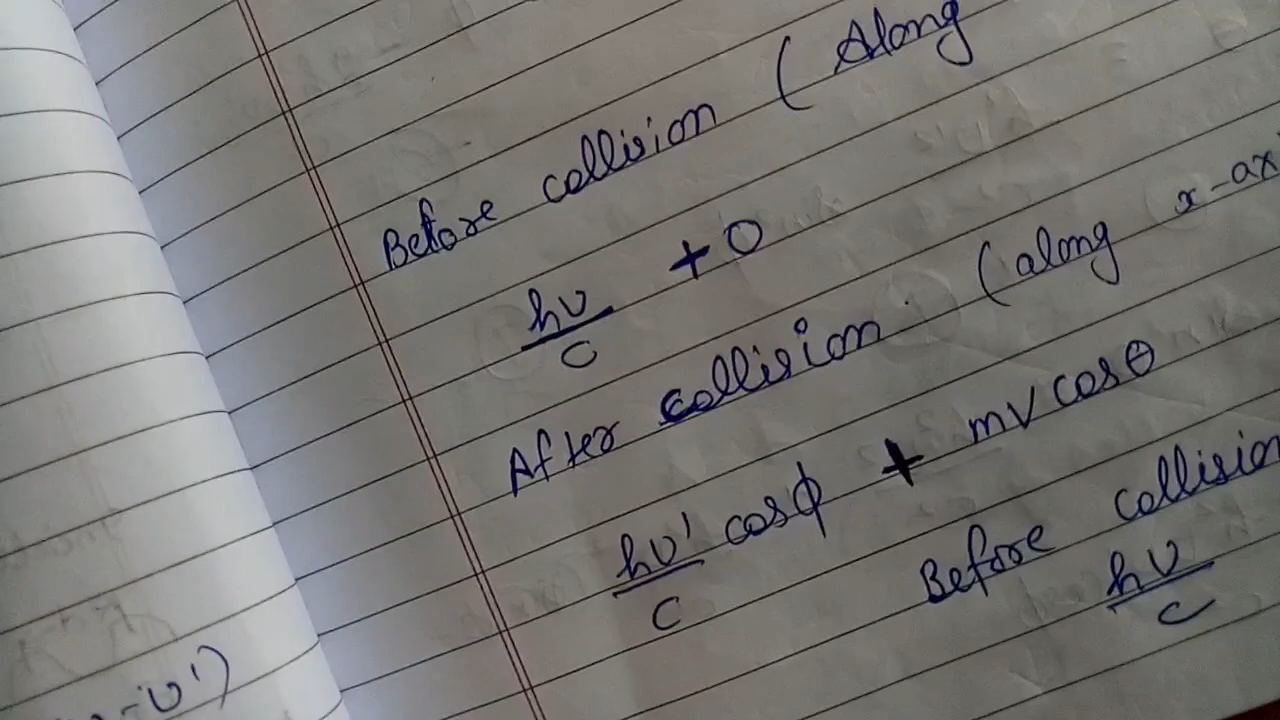 Before collision (Along
hν/c + 0
After collision (along x-ax
hν'/c cosϕ + mv cosθ
Before collision
hν/c
-ν')